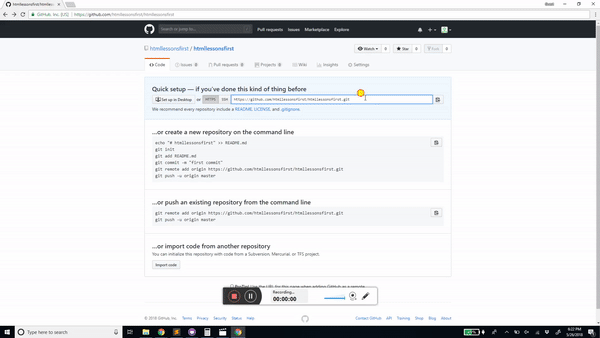 htmllessonsfirst/htmllessonsfirst
GitHub, Inc. [US] https://github.com/htmllessonsfirst/htmllessonsfirst
Search or jump to...
Pull requests Issues Marketplace Explore
htmllessonsfirst / htmllessonsfirst
Watch 0 Star 0 Fork 0
Code Issues 0 Pull requests 0 Projects 0 Wiki Insights Settings
Quick setup — if you've done this kind of thing before
Set up in Desktop or HTTPS SSH https://github.com/htmllessonsfirst/htmllessonsfirst.git
We recommend every repository include a README, LICENSE, and .gitignore.
...or create a new repository on the command line
echo "# htmllessonsfirst" >> README.md
git init
git add README.md
git commit -m "first commit"
git remote add origin https://github.com/htmllessonsfirst/htmllessonsfirst.git
git push -u origin master
...or push an existing repository from the command line
git remote add origin https://github.com/htmllessonsfirst/htmllessonsfirst.git
git push -u origin master
...or import code from another repository
You can initialize this repository with code from a Subversion, Mercurial, or TFS project.
Import code
Recording...
00:00:00
© 2018 GitHub, Inc. Terms Privacy Security Status Help
Contact GitHub API Training Shop Blog About
Type here to search
6:22 PM
5/26/2018